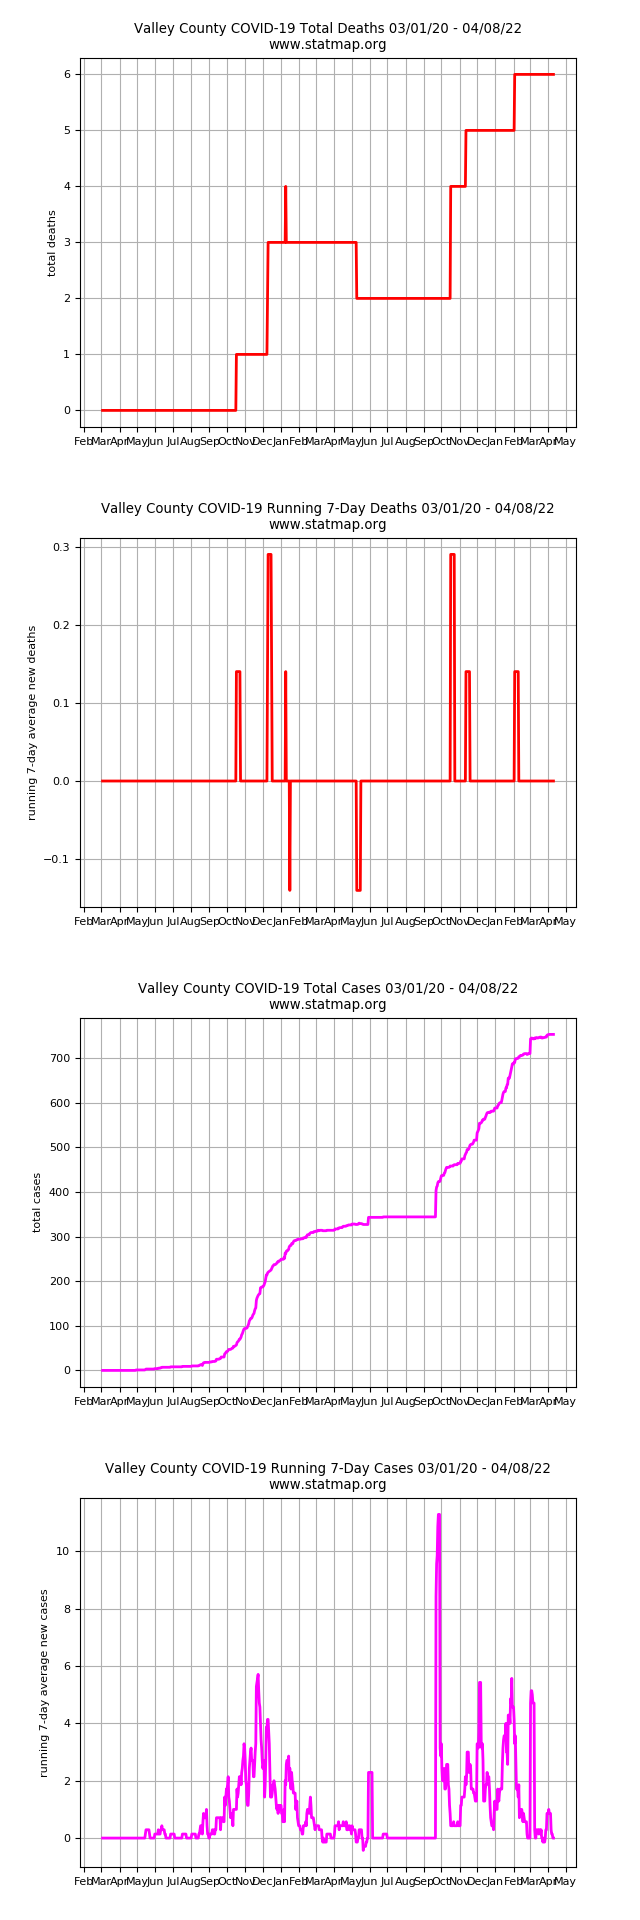 Valley County COVID-19 Total Deaths 03/01/20 - 04/08/22
www.statmap.org
6
5
4
3
2
1
0
total deaths
Feb Mar Apr May Jun Jul Aug Sep Oct Nov Dec Jan Feb Mar Apr May Jun Jul Aug Sep Oct Nov Dec Jan Feb Mar Apr May
Valley County COVID-19 Running 7-Day Deaths 03/01/20 - 04/08/22
www.statmap.org
0.3
0.2
0.1
0.0
−0.1
running 7-day average new deaths
Feb Mar Apr May Jun Jul Aug Sep Oct Nov Dec Jan Feb Mar Apr May Jun Jul Aug Sep Oct Nov Dec Jan Feb Mar Apr May
Valley County COVID-19 Total Cases 03/01/20 - 04/08/22
www.statmap.org
700
600
500
400
300
200
100
0
total cases
Feb Mar Apr May Jun Jul Aug Sep Oct Nov Dec Jan Feb Mar Apr May Jun Jul Aug Sep Oct Nov Dec Jan Feb Mar Apr May
Valley County COVID-19 Running 7-Day Cases 03/01/20 - 04/08/22
www.statmap.org
10
8
6
4
2
0
running 7-day average new cases
Feb Mar Apr May Jun Jul Aug Sep Oct Nov Dec Jan Feb Mar Apr May Jun Jul Aug Sep Oct Nov Dec Jan Feb Mar Apr May